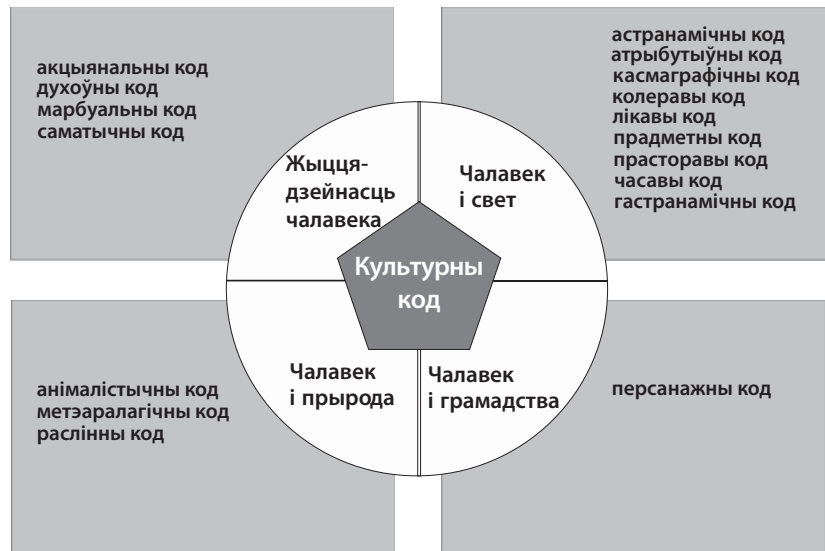 акцыянальны код
духоўны код
марбуальны код
саматычны код
астранамічны код
атрыбутыўны код
касмаграфічны код
колеравы код
лікавы код
прадметны код
прасторавы код
часавы код
гастранамічны код
Жыцця-
дзейнасць
чалавека
Чалавек
і свет
Культурны
код
Чалавек
і прырода
Чалавек
і грамадства
анімалістычны код
метэаралагічны код
раслінны код
персанажны код